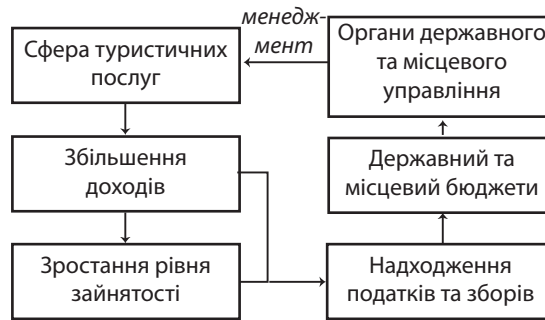 менедж-
мент
Сфера туристичних
послуг
Органи державного
та місцевого
управління
Збільшення
доходів
Державний та
місцевий бюджети
Зростання рівня
зайнятості
Надходження
податків та зборів